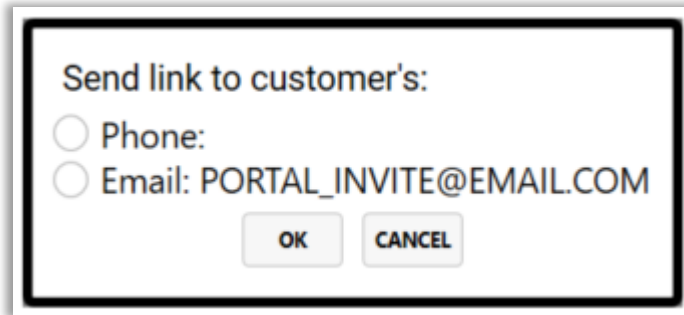 Send link to customer's:
Phone:
Email: PORTAL_INVITE@EMAIL.COM
OK CANCEL